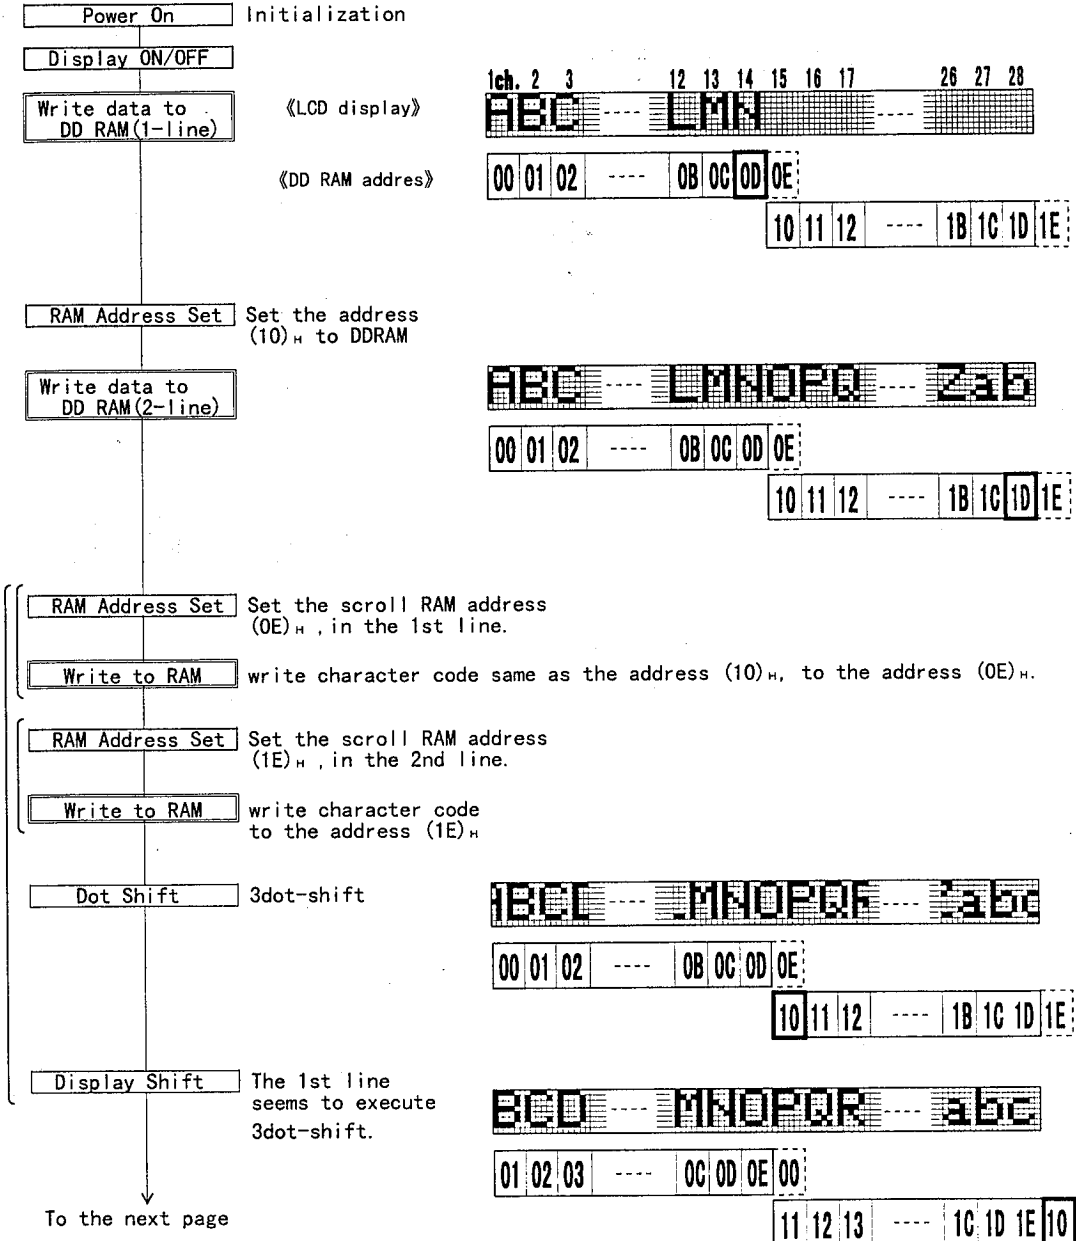 Power On Initialization
Display ON/OFF
1ch. 2 3 ---- 12 13 14 15 16 17 26 27 28
Write data to
DD RAM(1-line)
《LCD display》
ABC ---- LMN ----
《DD RAM addres》
00 01 02 ---- 0B 0C 0D 0E
10 11 12 ---- 1B 1C 1D 1E
RAM Address Set Set the address
(10)H to DDRAM
Write data to
DD RAM(2-line)
ABC ---- LMNOPQ ---- Zab
00 01 02 ---- 0B 0C 0D 0E
10 11 12 ---- 1B 1C 1D 1E
RAM Address Set Set the scroll RAM address
(0E)H , in the 1st line.
Write to RAM write character code same as the address (10)H, to the address (0E)H.
RAM Address Set Set the scroll RAM address
(1E)H , in the 2nd line.
Write to RAM write character code
to the address (1E)H
Dot Shift 3dot-shift
ABCD ---- LMNOPQR ---- Zabc
00 01 02 ---- 0B 0C 0D 0E
10 11 12 ---- 1B 1C 1D 1E
Display Shift The 1st line
seems to execute
3dot-shift.
BCD ---- MNOPQR ---- abc
01 02 03 ---- 0C 0D 0E 00
11 12 13 ---- 1C 1D 1E 10
To the next page